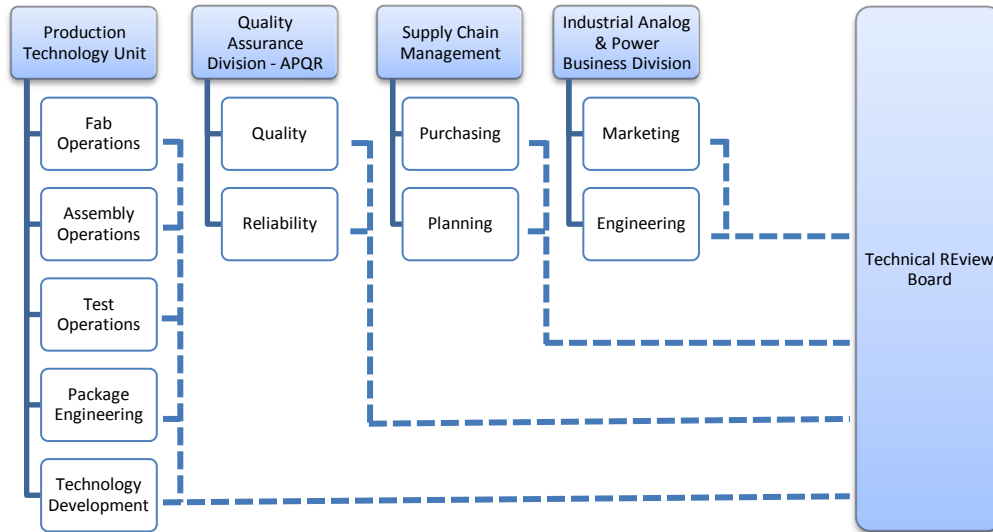 Production
Technology Unit
Fab
Operations
Assembly
Operations
Test
Operations
Package
Engineering
Technology
Development
Quality
Assurance
Division - APQR
Quality
Reliability
Supply Chain
Management
Purchasing
Planning
Industrial Analog
& Power
Business Division
Marketing
Engineering
Technical REview
Board